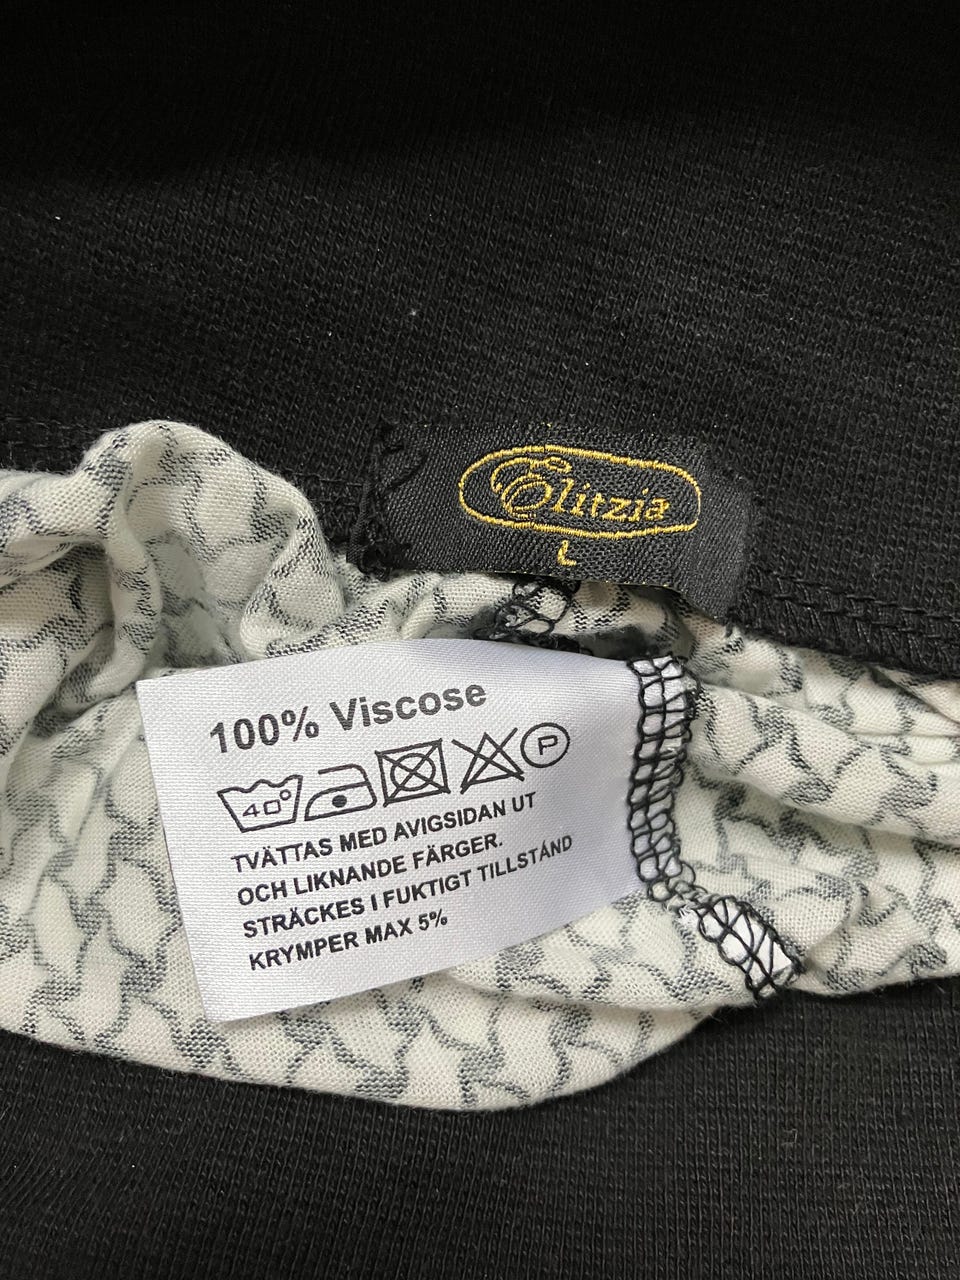 Elitzia
L
100% Viscose
40° P
TVÄTTAS MED AVIGSIDAN UT
OCH LIKNANDE FÄRGER.
STRÄCKES I FUKTIGT TILLSTÅND
KRYMPER MAX 5%